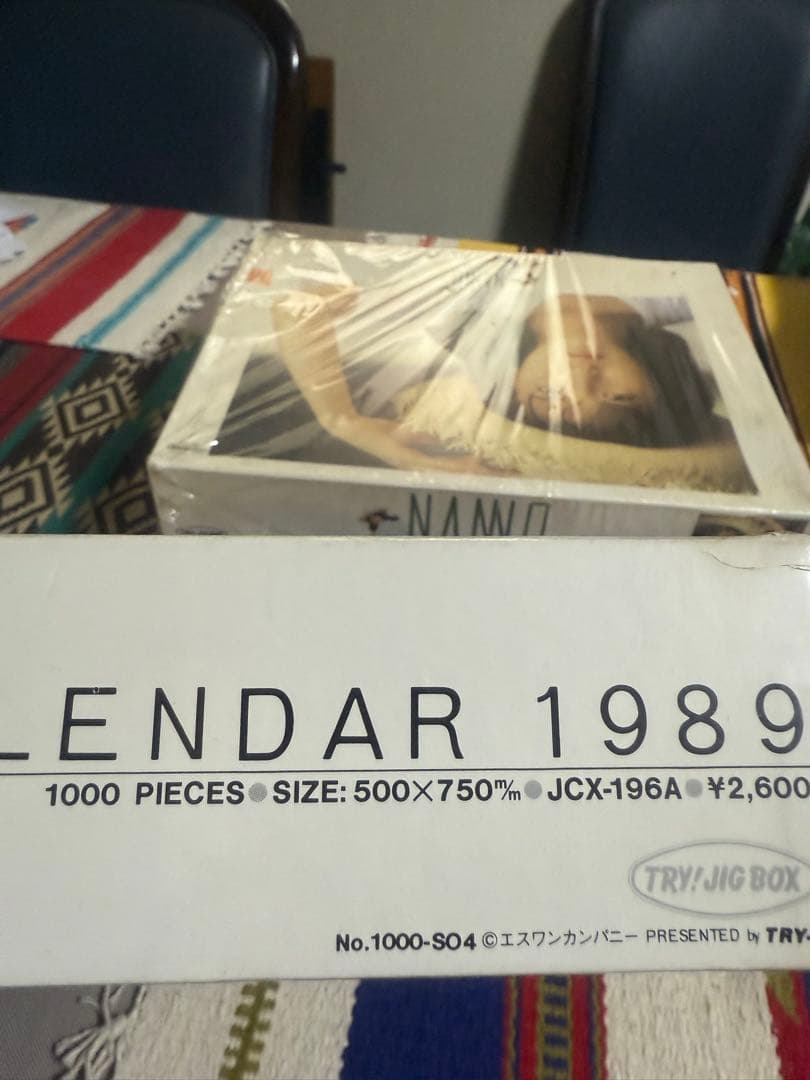 NANNO
LENDAR 1989
1000 PIECES●SIZE: 500×750㎜●JCX-196A●¥2,600
TRY! JIG BOX
No.1000-SO4 ©エスワンカンパニー PRESENTED by TRY-